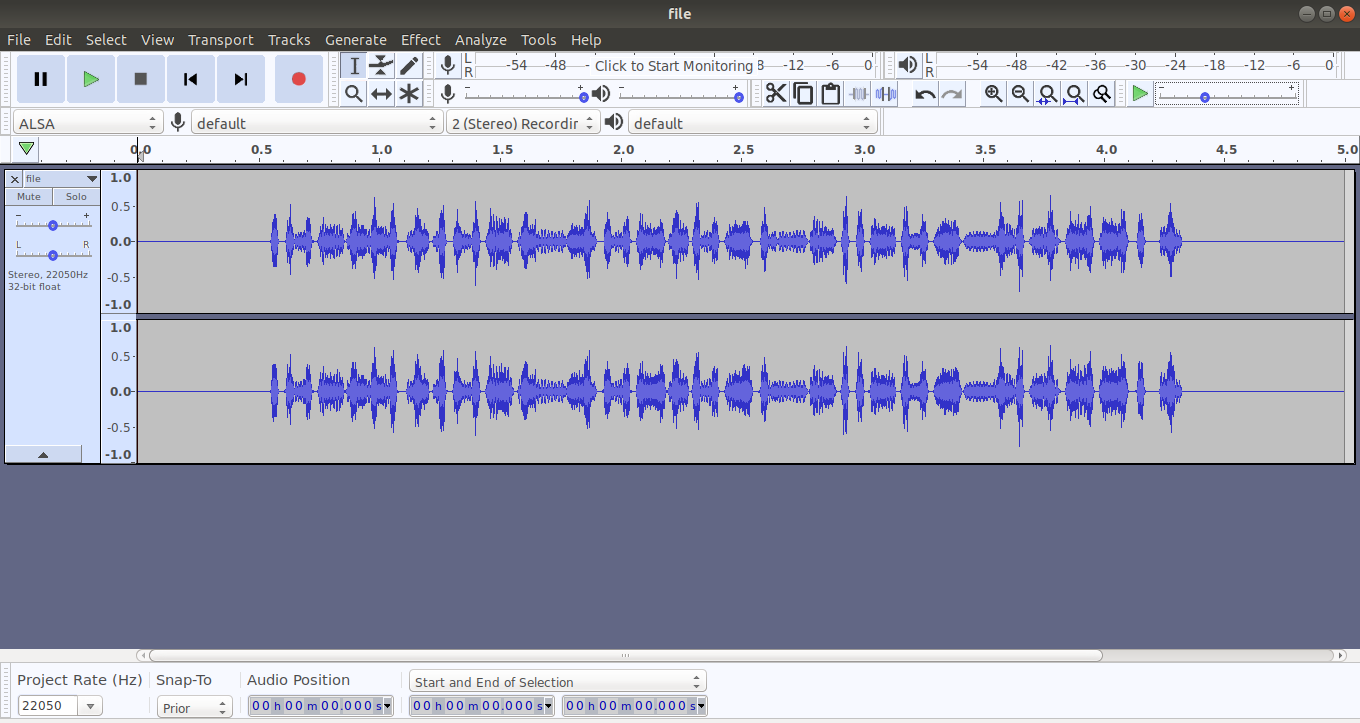 file
File Edit Select View Transport Tracks Generate Effect Analyze Tools Help
L R -54 -48 - Click to Start Monitoring 8 -12 -6 0 L R -54 -48 -42 -36 -30 -24 -18 -12 -6 0
- + - + - +
ALSA default 2 (Stereo) Recordir default
0.0 0.5 1.0 1.5 2.0 2.5 3.0 3.5 4.0 4.5 5.0
× file 1.0
Mute Solo
- + 0.5
0.0
L R
Stereo, 22050Hz -0.5
32-bit float
-1.0
1.0
0.5
0.0
-0.5
-1.0
Project Rate (Hz) Snap-To Audio Position Start and End of Selection
22050 Prior 00 h 00 m 00.000 s 00 h 00 m 00.000 s 00 h 00 m 00.000 s